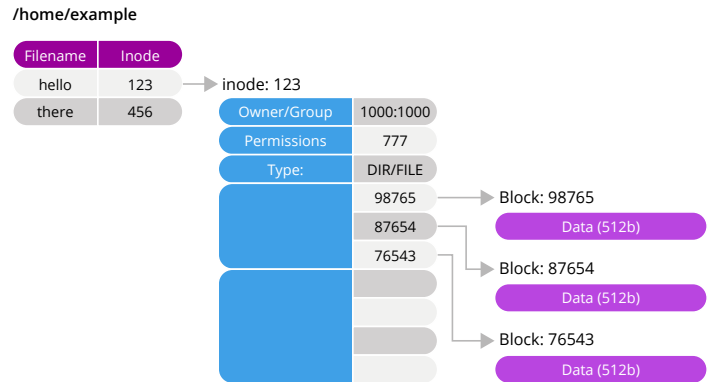 /home/example
Filename Inode
hello 123
there 456
inode: 123
Owner/Group 1000:1000
Permissions 777
Type: DIR/FILE
98765
87654
76543
Block: 98765
Data (512b)
Block: 87654
Data (512b)
Block: 76543
Data (512b)